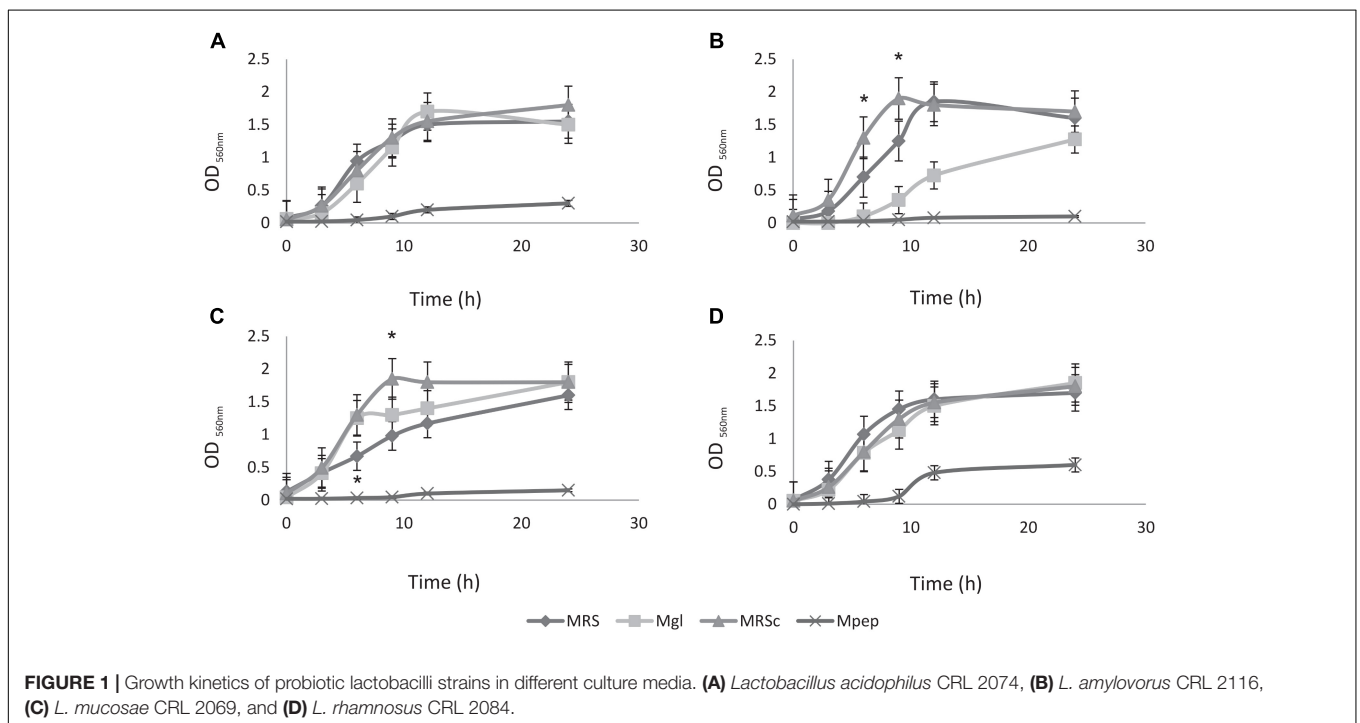 A
B
2.5
2
1.5
1
0.5
0
OD 560nm
0
10
20
30
Time (h)
2.5
2
1.5
1
0.5
0
OD 560nm
*
*
0
10
20
30
Time (h)
C
D
2.5
2
1.5
1
0.5
0
OD 560nm
*
*
0
10
20
30
Time (h)
2.5
2
1.5
1
0.5
0
OD 560nm
0
10
20
30
Time (h)
MRS Mgl MRSc Mpep
FIGURE 1 | Growth kinetics of probiotic lactobacilli strains in different culture media. (A) Lactobacillus acidophilus CRL 2074, (B) L. amylovorus CRL 2116,
(C) L. mucosae CRL 2069, and (D) L. rhamnosus CRL 2084.